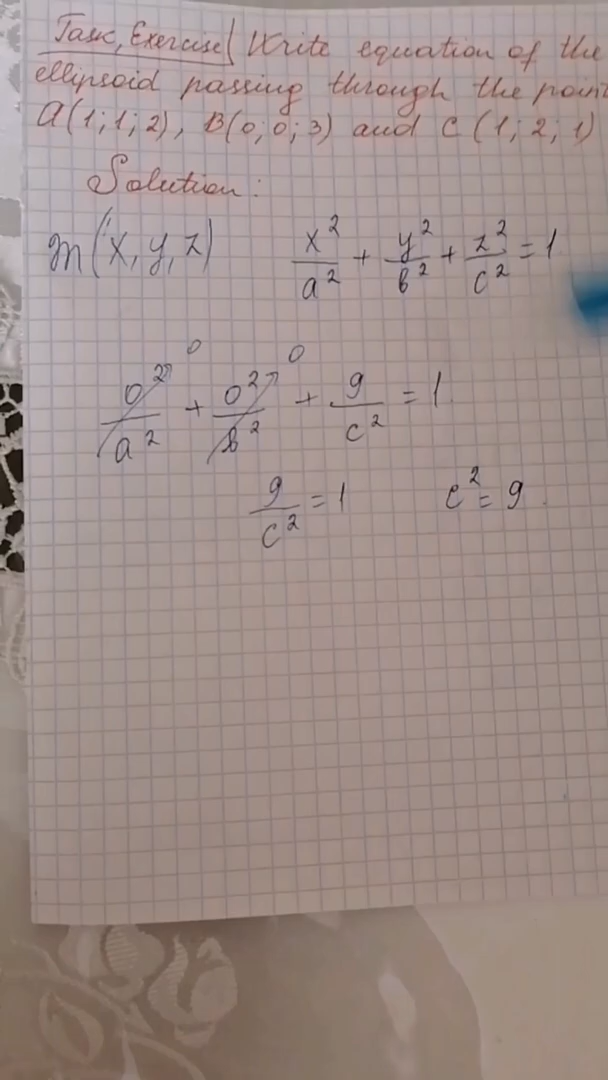 Task, Exercise| Write equation of the
ellipsoid passing through the point
A(1;1;2), B(0;0;3) and C(1;2;1)
Solution:
m(x,y,z) x²/a² + y²/b² + z²/c² = 1
0 0
0²/a² + 0²/b² + 9/c² = 1.
9/c² = 1 c² = 9.